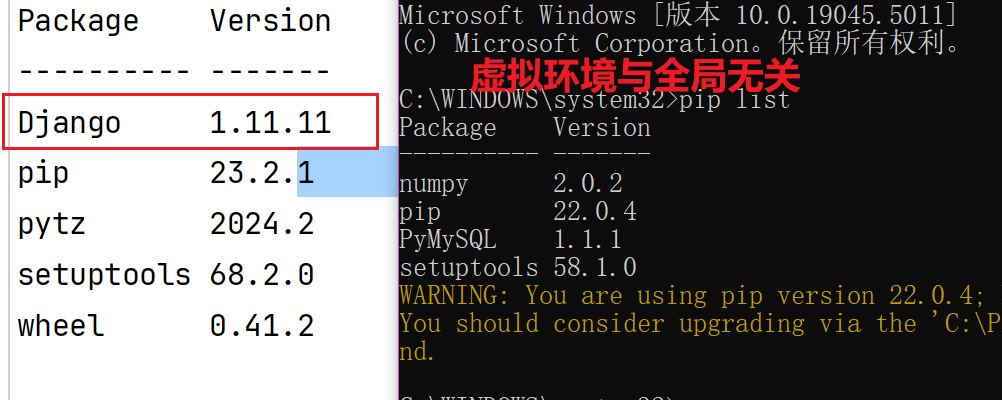 Package Version
---------- -------
Django 1.11.11
pip 23.2.1
pytz 2024.2
setuptools 68.2.0
wheel 0.41.2
Microsoft Windows [版本 10.0.19045.5011]
(c) Microsoft Corporation。保留所有权利。
虚拟环境与全局无关
C:\WINDOWS\system32>pip list
Package Version
---------- -------
numpy 2.0.2
pip 22.0.4
PyMySQL 1.1.1
setuptools 58.1.0
WARNING: You are using pip version 22.0.4;
You should consider upgrading via the 'C:\P
nd.